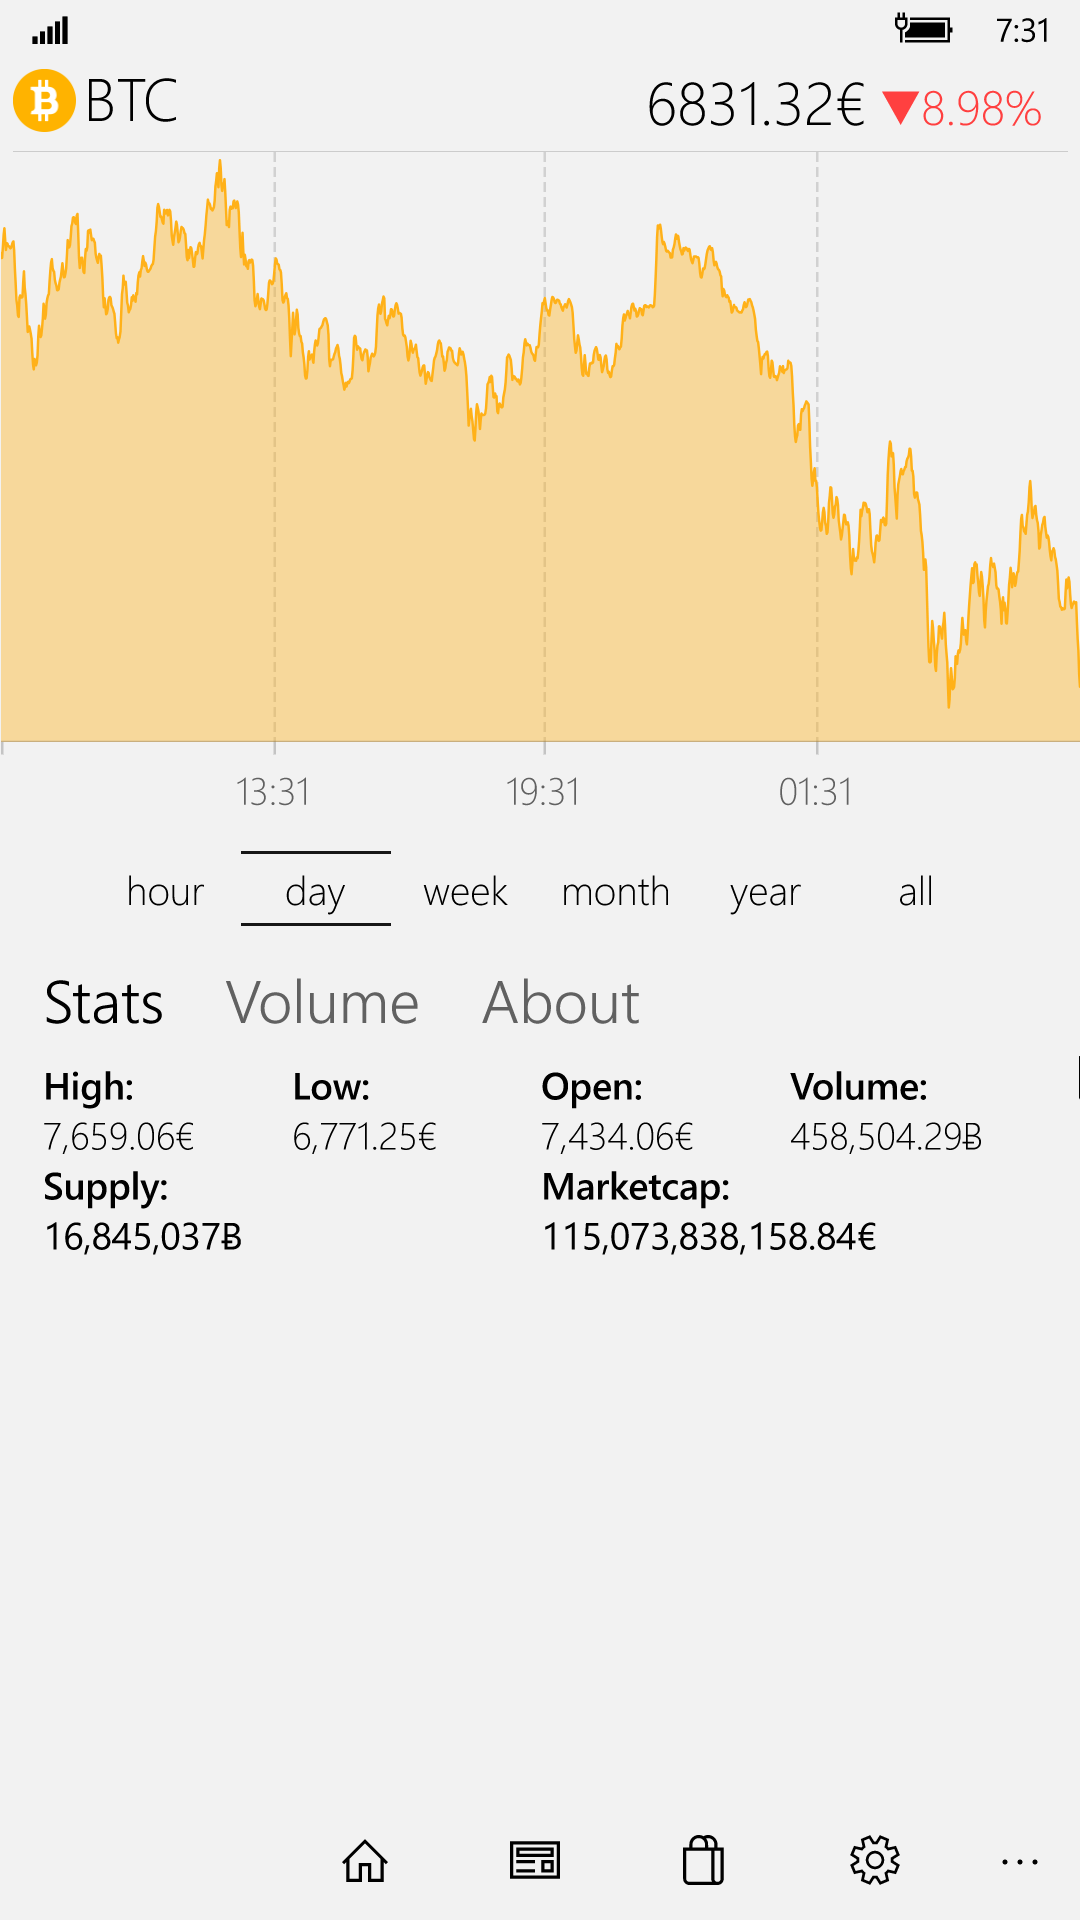 7:31
BTC 6831.32€ ▼8.98%
13:31 19:31 01:31
hour day week month year all
Stats Volume About
High: Low: Open: Volume:
7,659.06€ 6,771.25€ 7,434.06€ 458,504.29Ƀ
Supply: Marketcap:
16,845,037Ƀ 115,073,838,158.84€